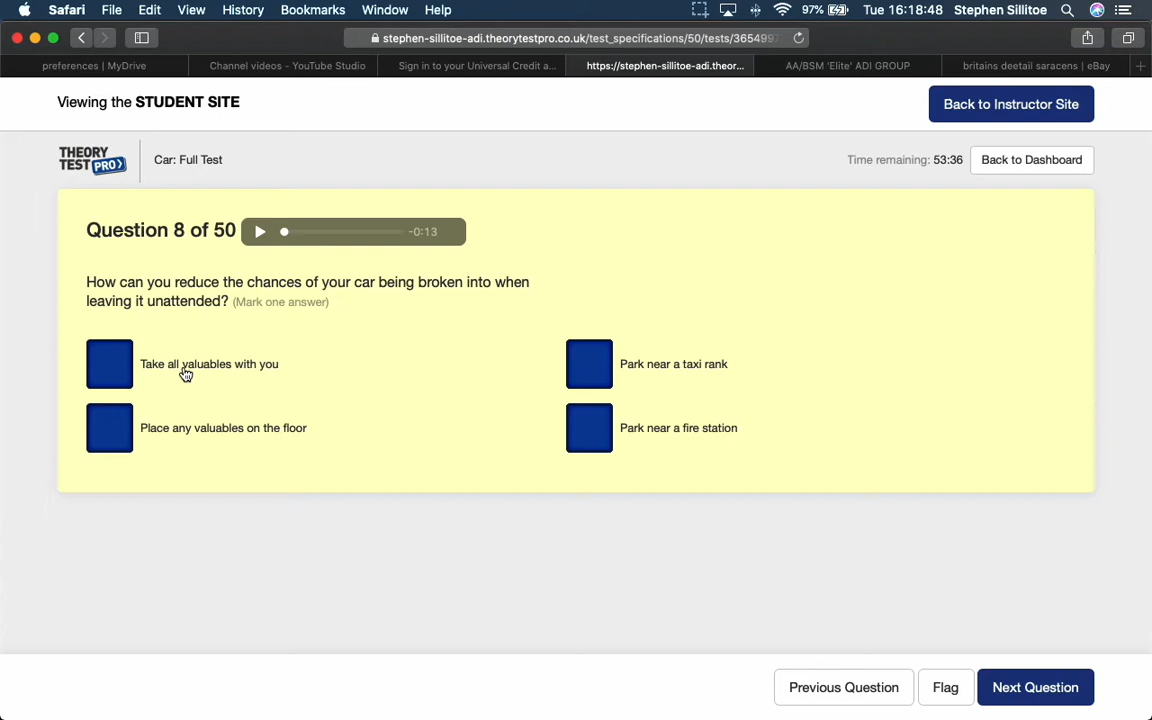 Safari File Edit View History Bookmarks Window Help 97% Tue 16:18:48 Stephen Sillitoe
stephen-sillitoe-adi.theorytestpro.co.uk/test_specifications/50/tests/3654997
preferences | MyDrive Channel videos - YouTube Studio Sign in to your Universal Credit a... https://stephen-sillitoe-adi.theor... AA/BSM 'Elite' ADI GROUP britains deetail saracens | eBay
Viewing the STUDENT SITE Back to Instructor Site
THEORY
TEST PRO Car: Full Test Time remaining: 53:36 Back to Dashboard
Question 8 of 50 -0:13
How can you reduce the chances of your car being broken into when
leaving it unattended? (Mark one answer)
Take all valuables with you Park near a taxi rank
Place any valuables on the floor Park near a fire station
Previous Question Flag Next Question